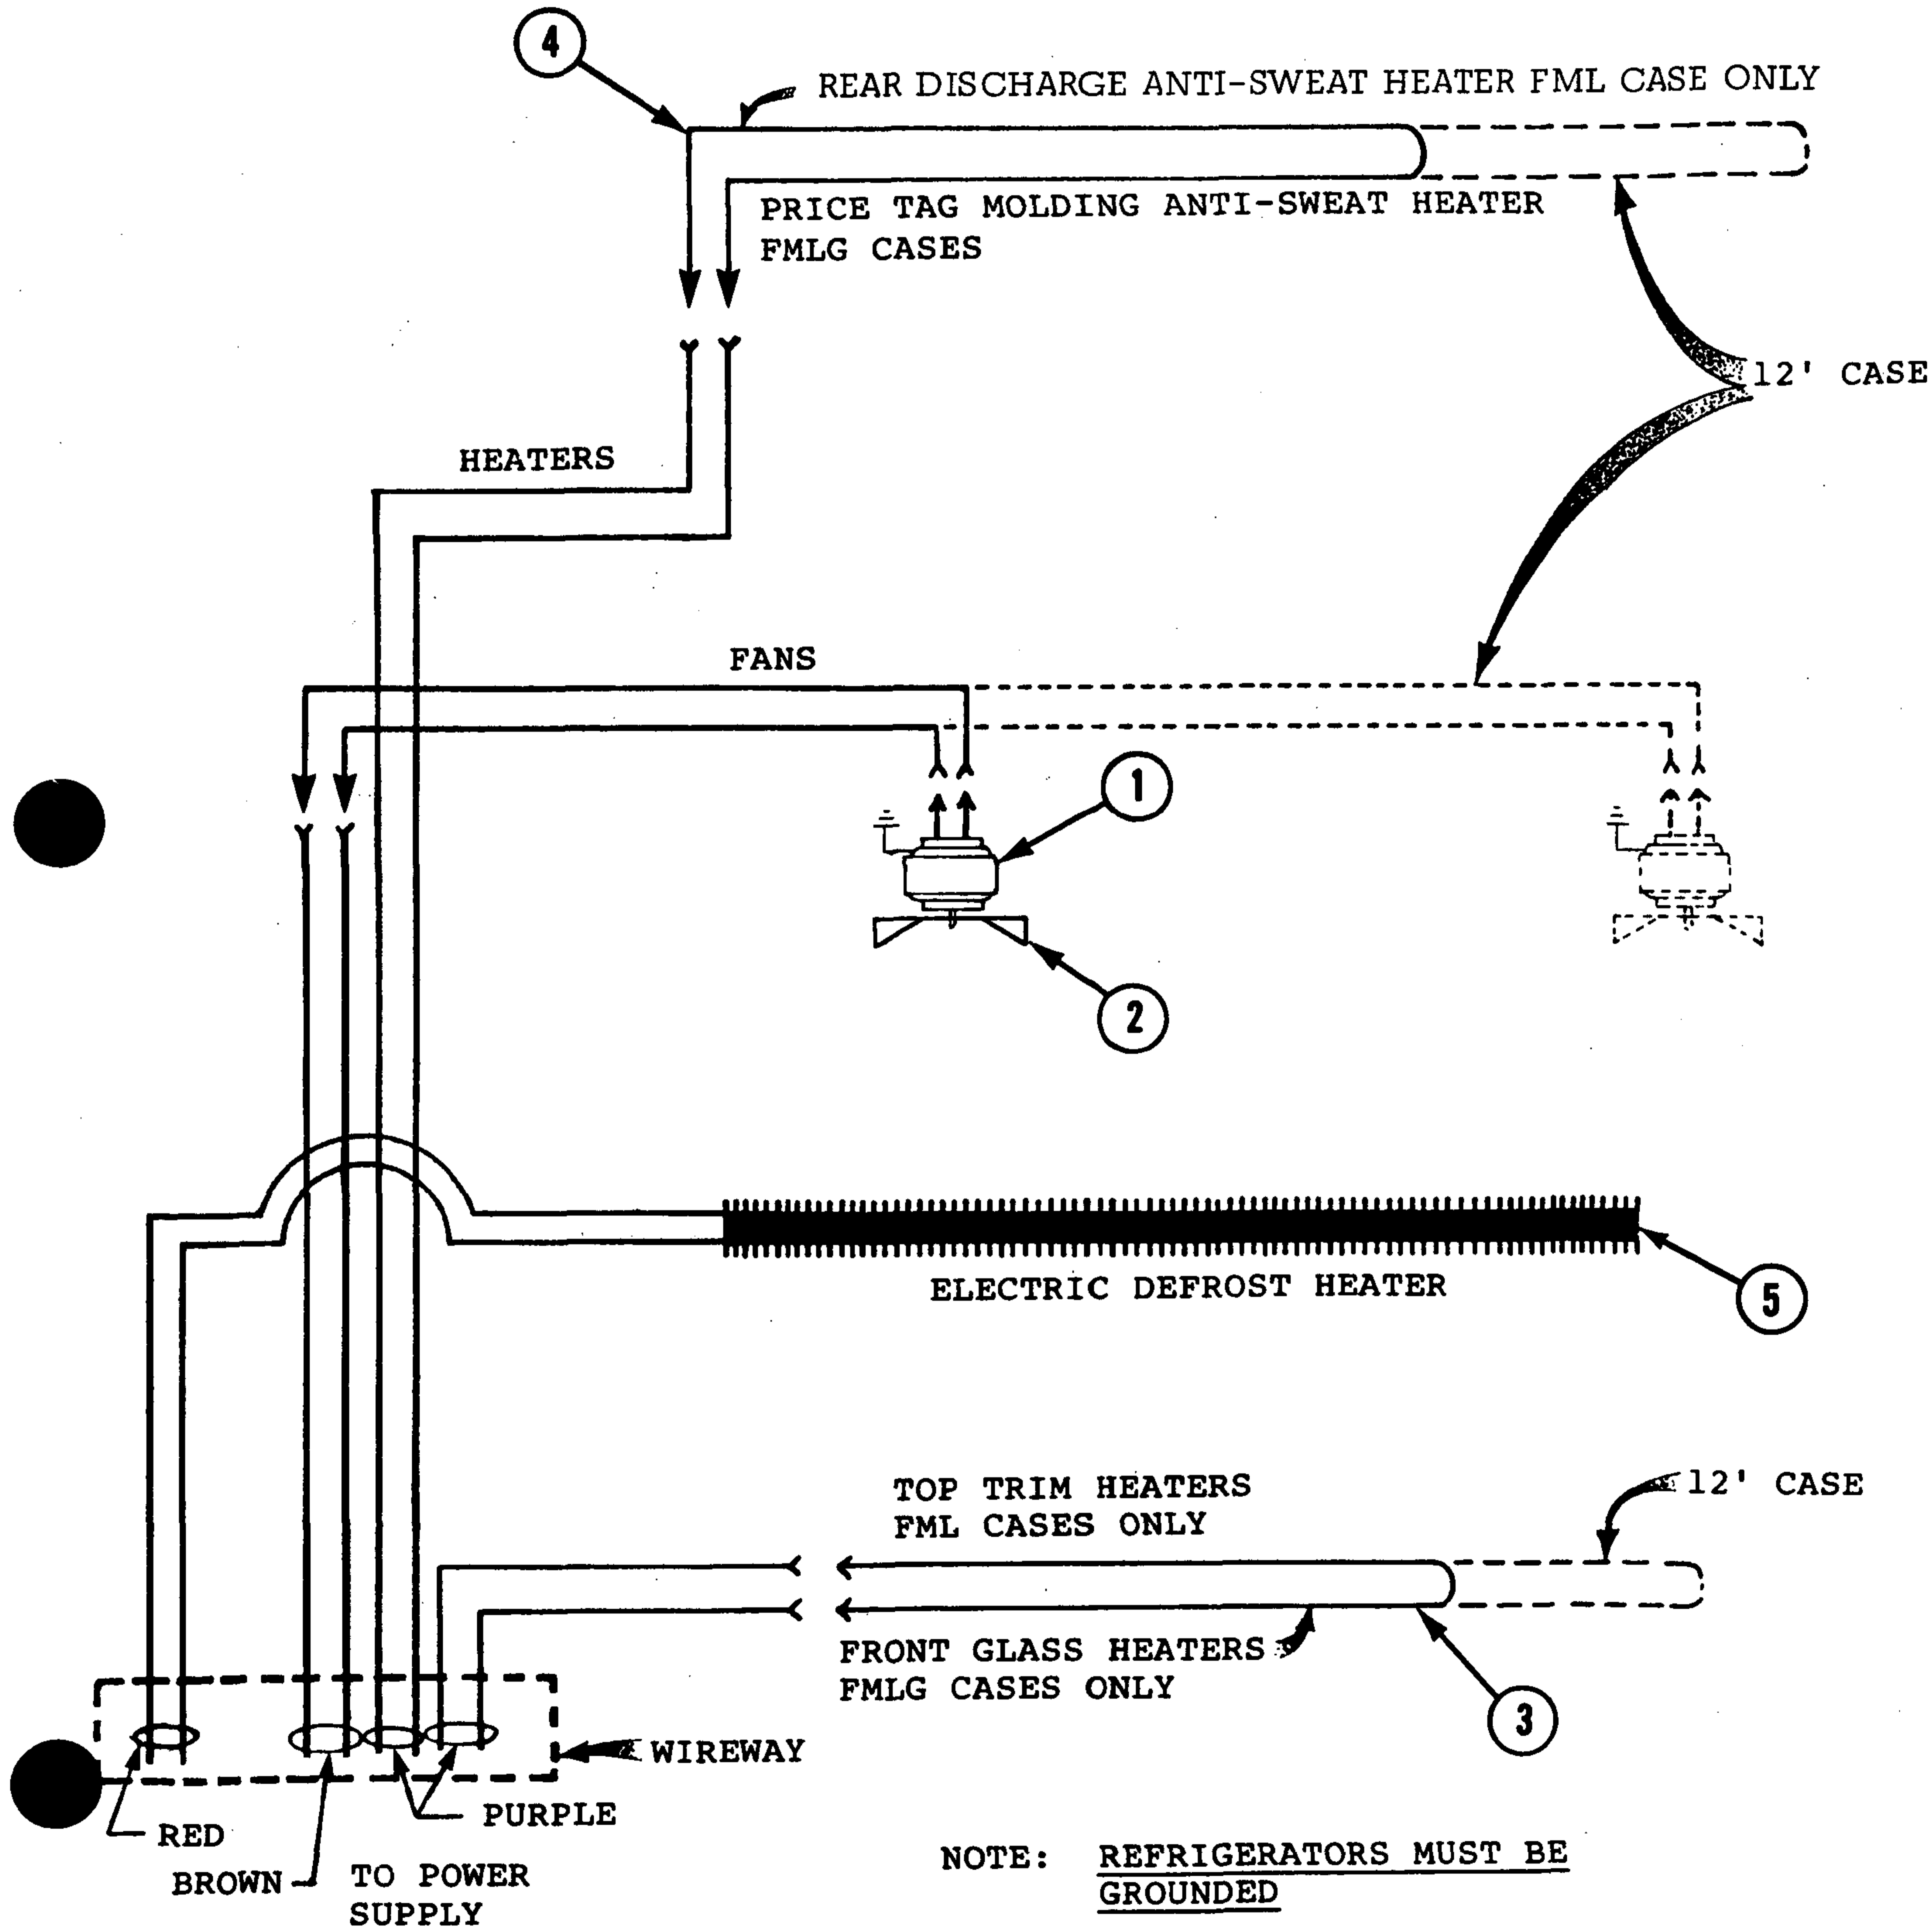 4
REAR DISCHARGE ANTI-SWEAT HEATER FML CASE ONLY
PRICE TAG MOLDING ANTI-SWEAT HEATER
FMLG CASES
12' CASE
HEATERS
FANS
1
2
ELECTRIC DEFROST HEATER
5
TOP TRIM HEATERS
FML CASES ONLY
12' CASE
FRONT GLASS HEATERS
FMLG CASES ONLY
3
WIREWAY
PURPLE
RED
BROWN
TO POWER
SUPPLY
NOTE: REFRIGERATORS MUST BE
GROUNDED